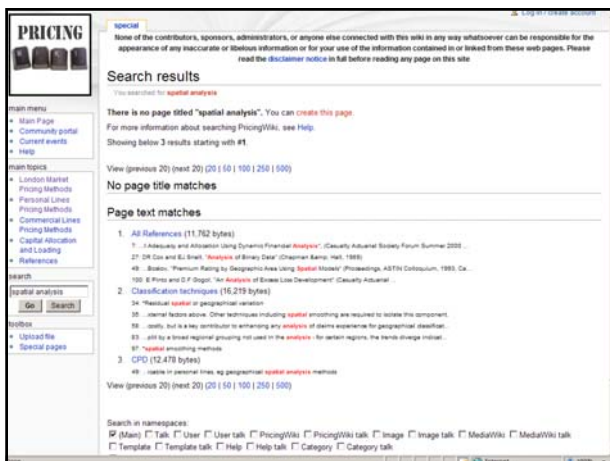 Log in / create account
PRICING
special
None of the contributors, sponsors, administrators, or anyone else connected with this wiki in any way whatsoever can be responsible for the
appearance of any inaccurate or libelous information or for your use of the information contained in or linked from these web pages. Please
read the disclaimer notice in full before reading any page on this site
Search results
You searched for spatial analysis
There is no page titled "spatial analysis". You can create this page.
For more information about searching PricingWiki, see Help.
Showing below 3 results starting with #1.
View (previous 20) (next 20) (20 | 50 | 100 | 250 | 500)
No page title matches
Page text matches
1. All References (11,762 bytes)
7: ...l Adequacy and Allocation Using Dynamic Financial Analysis", (Casualty Actuarial Society Forum Summer 2000 ...
27: DR Cox and EJ Snell, "Analysis of Binary Data" (Chapman &amp; Hall, 1989)
49: ...Boskov, "Premium Rating by Geographic Area Using Spatial Models" (Proceedings, ASTIN Colloquium, 1993, Ca...
100: E Pinto and D.F Gogol, "An Analysis of Excess Loss Development" (Casualty Actuarial ...
2. Classification techniques (16,219 bytes)
34: *Residual spatial or geographical variation
35: ...xternal factors above. Other techniques including spatial smoothing are required to isolate this component.
59: ...costly, but is a key contributor to enhancing any analysis of claims experience for geographical classificat...
83: ...plit by a broad regional grouping not used in the analysis - for certain regions, the trends diverge indicat...
97: *spatial smoothing methods
3. CPD (12,478 bytes)
49: ...icable in personal lines, eg geographical spatial analysis methods
View (previous 20) (next 20) (20 | 50 | 100 | 250 | 500)
Search in namespaces:
(Main) Talk User User talk PricingWiki PricingWiki talk Image Image talk MediaWiki MediaWiki talk
Template Template talk Help Help talk Category Category talk
main menu
Main Page
Community portal
Current events
Help
main topics
London Market
Pricing Methods
Personal Lines
Pricing Methods
Commercial Lines
Pricing Methods
Capital Allocation
and Loading
References
search
spatial analysis
Go Search
toolbox
Upload file
Special pages